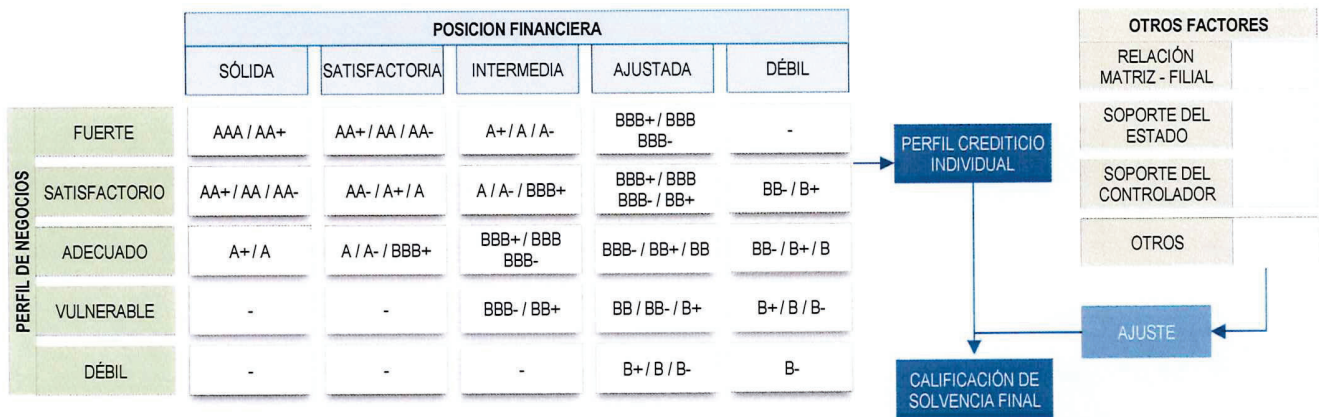 POSICION FINANCIERA
SÓLIDA SATISFACTORIA INTERMEDIA AJUSTADA DÉBIL
PERFIL DE NEGOCIOS
FUERTE AAA / AA+ AA+ / AA / AA- A+ / A / A- BBB+ / BBB
BBB- -
SATISFACTORIO AA+ / AA / AA- AA- / A+ / A A / A- / BBB+ BBB+ / BBB
BBB- / BB+ BB- / B+
ADECUADO A+ / A A / A- / BBB+ BBB+ / BBB
BBB- BBB- / BB+ / BB BB- / B+ / B
VULNERABLE - - BBB- / BB+ BB / BB- / B+ B+ / B / B-
DÉBIL - - - B+ / B / B- B-
PERFIL CREDITICIO
INDIVIDUAL
OTROS FACTORES
RELACIÓN
MATRIZ - FILIAL
SOPORTE DEL
ESTADO
SOPORTE DEL
CONTROLADOR
OTROS
AJUSTE
CALIFICACIÓN DE
SOLVENCIA FINAL